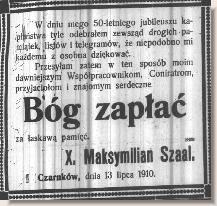 W dniu mego 50-letniego jubileuszu ka-
płaństwa tyle odebrałem zewsząd drogich pa-
miątek, listów i telegramów, że niepodobno mi
każdemu z osobna dziękować.
Przesyłam zatem w ten sposób moim
dawniejszym Współpracownikom, Confratrom,
przyjaciołom i znajomym serdeczne
Bóg zapłać
za łaskawą pamięć.
Maksymilian Szaal.
Czarnków, dnia 13 lipca 1910.